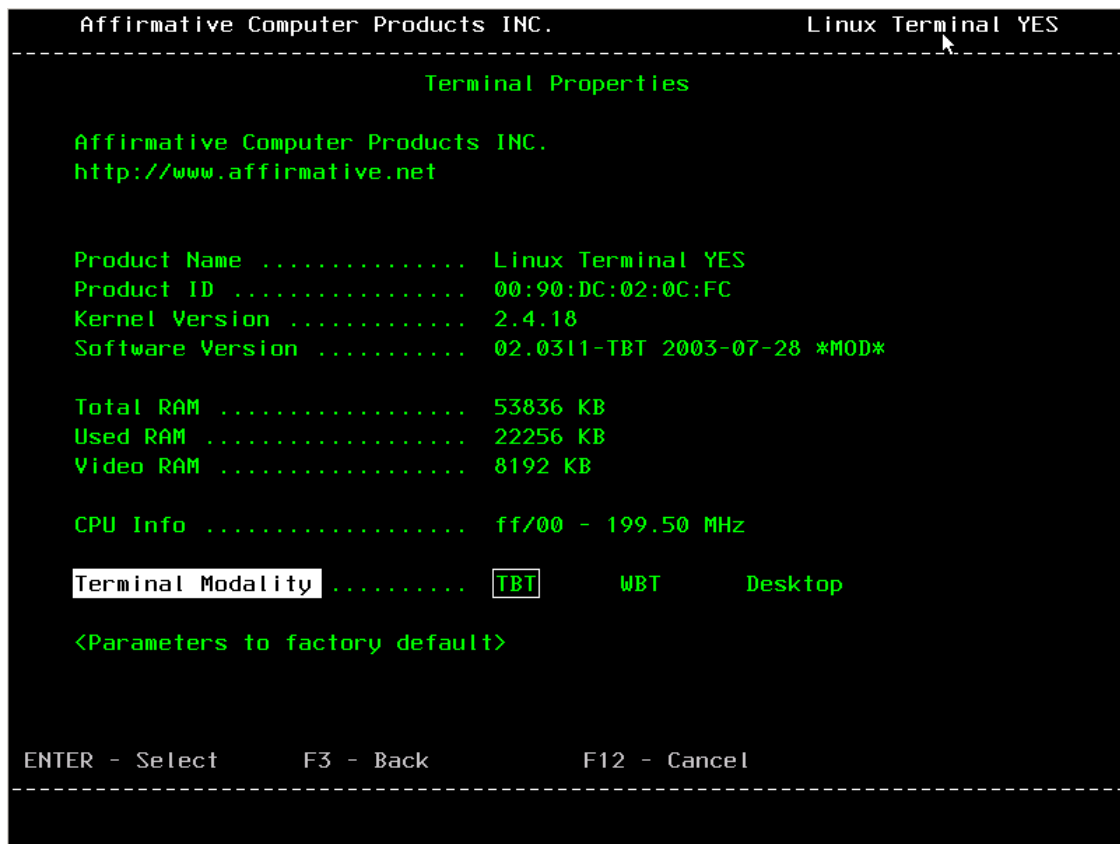 Affirmative Computer Products INC. Linux Terminal YES
Terminal Properties
Affirmative Computer Products INC.
http://www.affirmative.net
Product Name ............... Linux Terminal YES
Product ID ................. 00:90:DC:02:0C:FC
Kernel Version ............. 2.4.18
Software Version ........... 02.03l1-TBT 2003-07-28 *MOD*
Total RAM .................. 53836 KB
Used RAM ................... 22256 KB
Video RAM .................. 8192 KB
CPU Info ................... ff/00 - 199.50 MHz
Terminal Modality .......... TBT WBT Desktop
<Parameters to factory default>
ENTER - Select F3 - Back F12 - Cancel